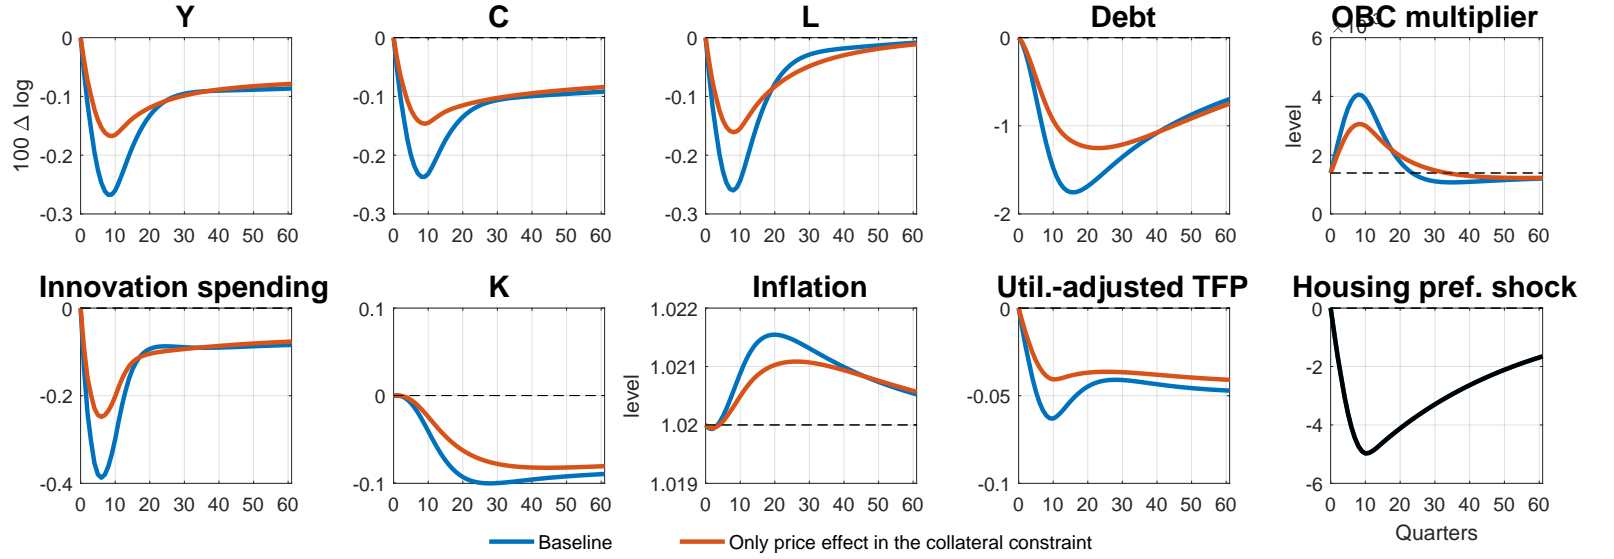 Y C L Debt OBC multiplier
0 0 0 0 6
-0.1 -0.1 -0.1 -1 4
-0.2 -0.2 -0.2 2
-0.3 -0.3 -0.3 -2 0
100 Δ log
level
0 10 20 30 40 50 60 0 10 20 30 40 50 60 0 10 20 30 40 50 60 0 10 20 30 40 50 60 0 10 20 30 40 50 60
Innovation spending K Inflation Util.-adjusted TFP Housing pref. shock
0 0.1 1.022 0 0
-0.2 0 1.021 -0.05 -2
1.02 -4
-0.4 -0.1 1.019 -0.1 -6
level
0 10 20 30 40 50 60 0 10 20 30 40 50 60 0 10 20 30 40 50 60 0 10 20 30 40 50 60 0 10 20 30 40 50 60
Quarters
Baseline Only price effect in the collateral constraint